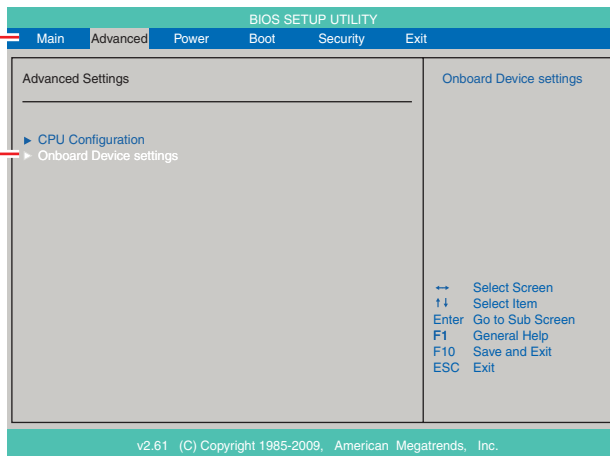 BIOS SETUP UTILITY
Main Advanced Power Boot Security Exit
Advanced Settings
► CPU Configuration
► Onboard Device settings
Onboard Device settings
↔ Select Screen
↑↓ Select Item
Enter Go to Sub Screen
F1 General Help
F10 Save and Exit
ESC Exit
v2.61 (C) Copyright 1985-2009, American Megatrends, Inc.